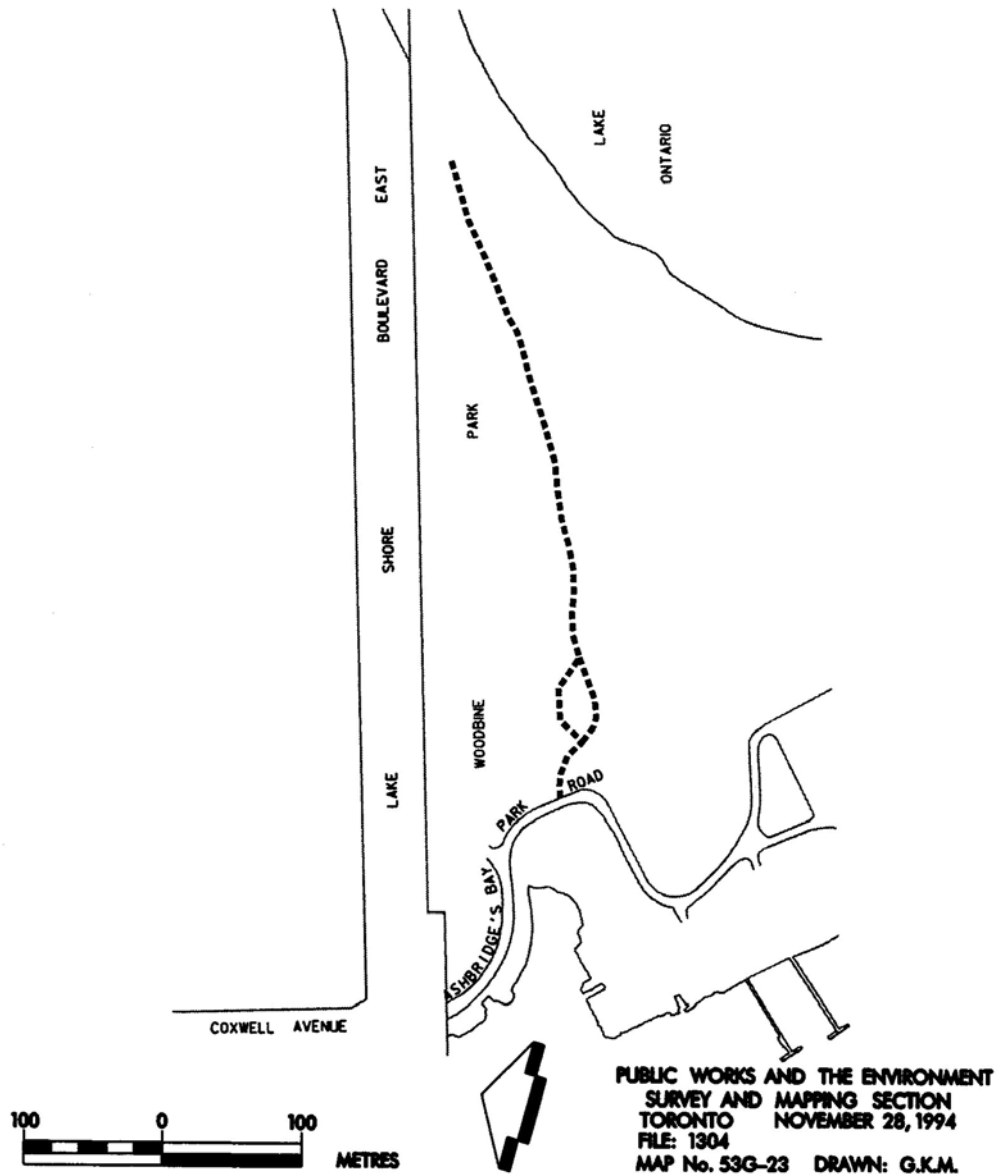 LAKE
ONTARIO
LAKE SHORE BOULEVARD EAST
WOODBINE PARK
ASHBRIDGE'S BAY PARK ROAD
COXWELL AVENUE
100 0 100
METRES
PUBLIC WORKS AND THE ENVIRONMENT
SURVEY AND MAPPING SECTION
TORONTO NOVEMBER 28, 1994
FILE: 1304
MAP No. 53G-23 DRAWN: G.K.M.